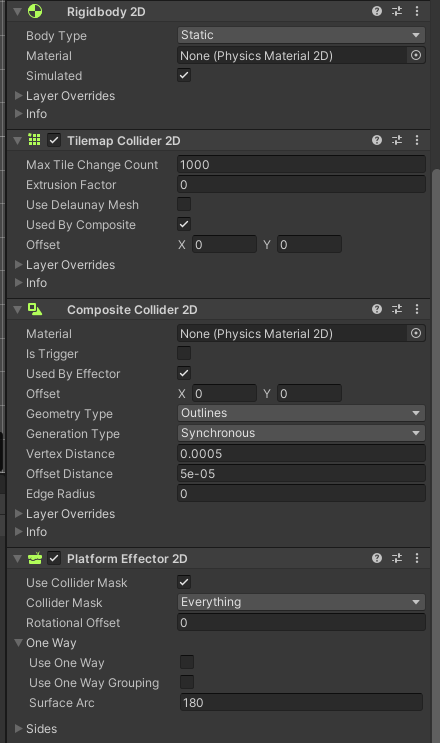 Rigidbody 2D
Body Type Static
Material None (Physics Material 2D)
Simulated
Layer Overrides
Info
Tilemap Collider 2D
Max Tile Change Count 1000
Extrusion Factor 0
Use Delaunay Mesh
Used By Composite
Offset X 0 Y 0
Layer Overrides
Info
Composite Collider 2D
Material None (Physics Material 2D)
Is Trigger
Used By Effector
Offset X 0 Y 0
Geometry Type Outlines
Generation Type Synchronous
Vertex Distance 0.0005
Offset Distance 5e-05
Edge Radius 0
Layer Overrides
Info
Platform Effector 2D
Use Collider Mask
Collider Mask Everything
Rotational Offset 0
One Way
Use One Way
Use One Way Grouping
Surface Arc 180
Sides